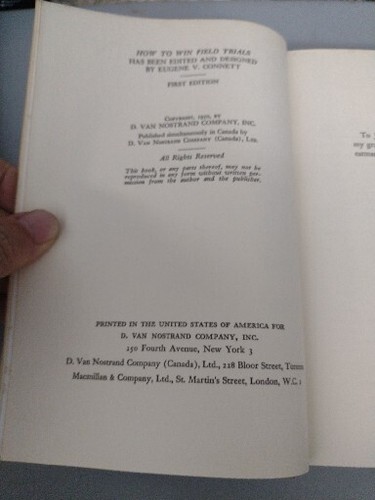 HOW TO WIN FIELD TRIALS
HAS BEEN EDITED AND DESIGNED
BY EUGENE V. CONNETT
FIRST EDITION
Copyright, 1950, by
D. VAN NOSTRAND COMPANY, INC.
Published simultaneously in Canada by
D. Van Nostrand Company (Canada), Ltd.
All Rights Reserved
This book, or any parts thereof, may not be
reproduced in any form without written per-
mission from the author and the publisher.
PRINTED IN THE UNITED STATES OF AMERICA FOR
D. VAN NOSTRAND COMPANY, INC.
250 Fourth Avenue, New York 3
D. Van Nostrand Company (Canada), Ltd., 228 Bloor Street,
Macmillan & Company, Ltd., St. Martin's Street, London, W.C.
To
my